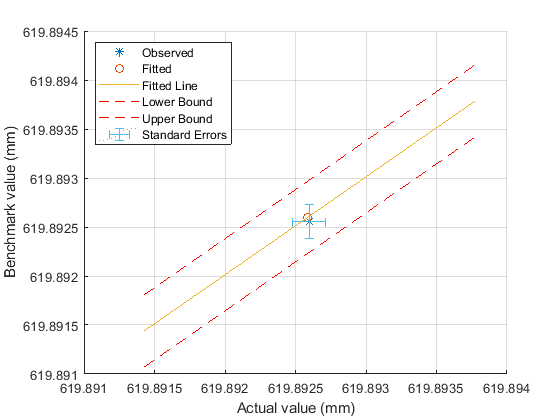 619.8945
619.894
619.8935
619.893
619.8925
619.892
619.8915
619.891
Benchmark value (mm)
Observed
Fitted
Fitted Line
Lower Bound
Upper Bound
Standard Errors
619.891 619.8915 619.892 619.8925 619.893 619.8935 619.894
Actual value (mm)